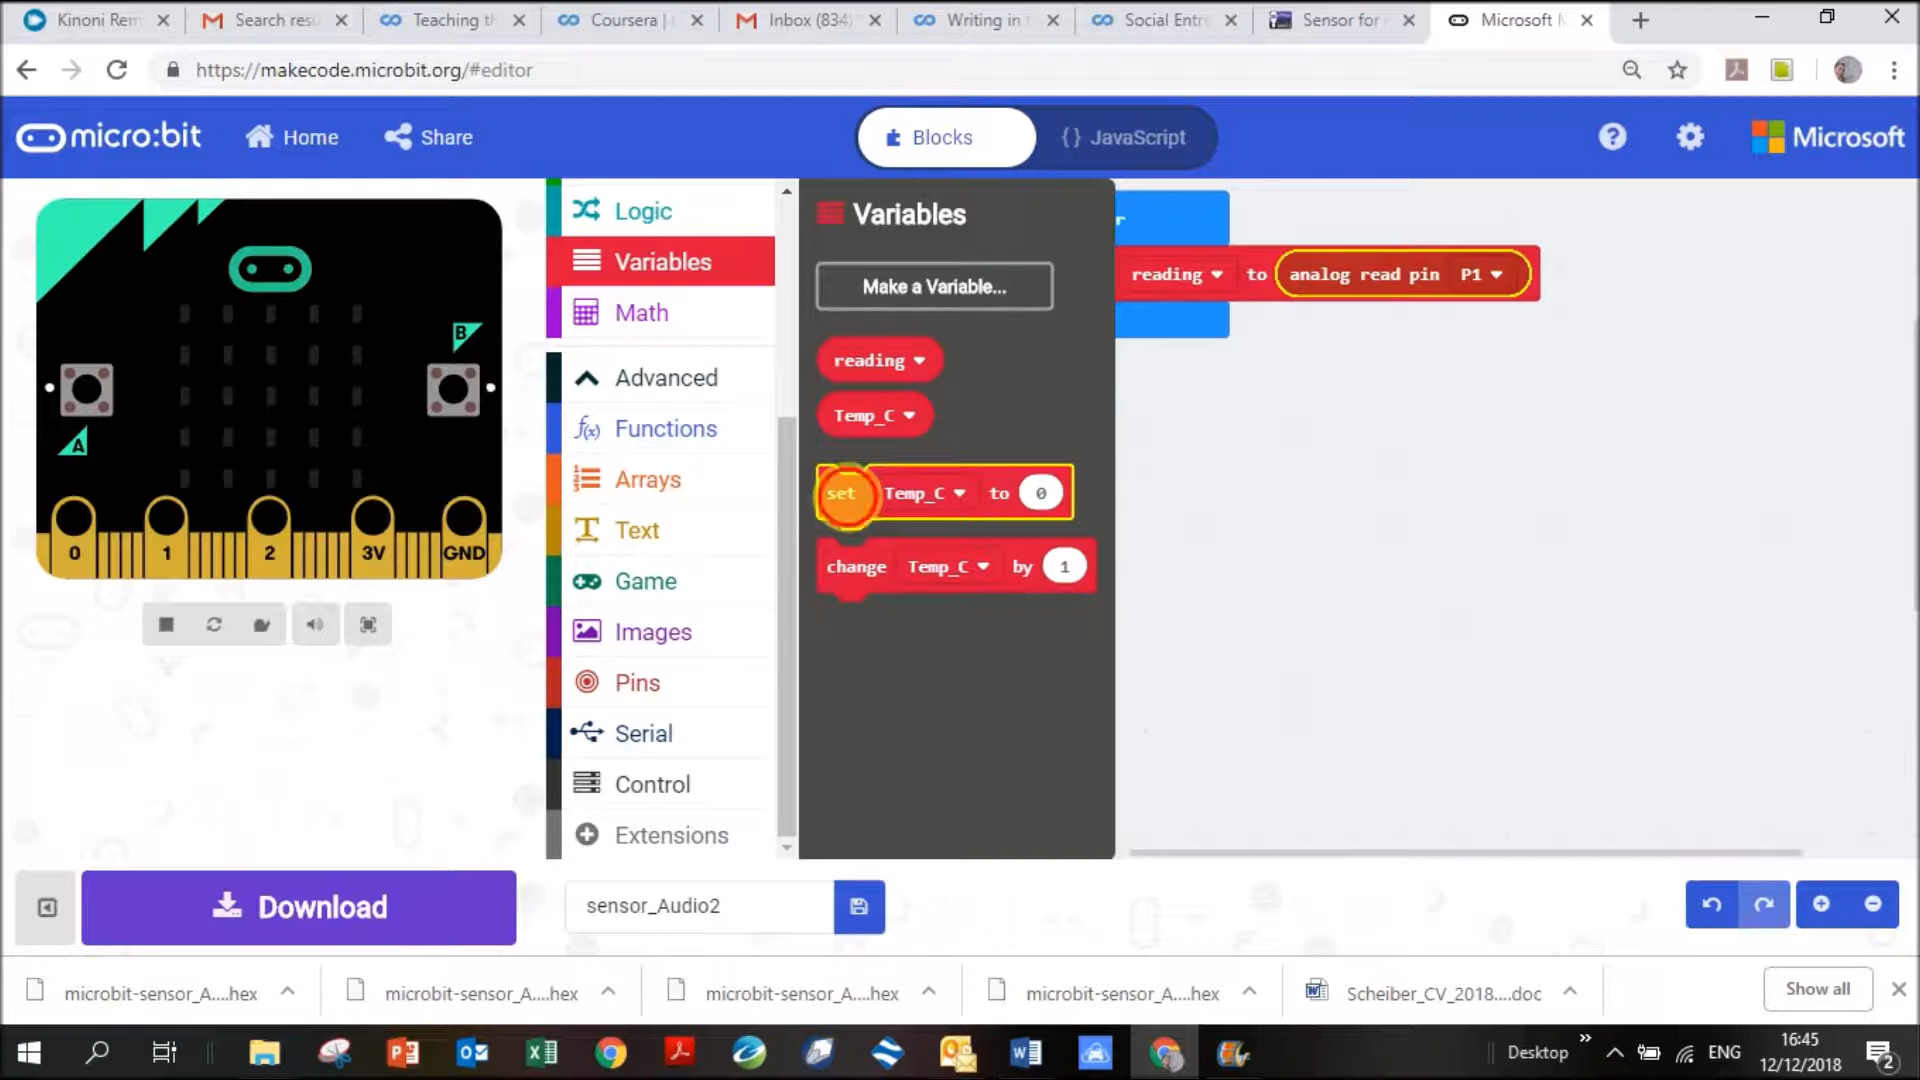 Kinoni Rem
Search resu
Teaching th
Coursera |
Inbox (834)
Writing in
Social Entre
Sensor for
Microsoft M
https://makecode.microbit.org/#editor
micro:bit
Home
Share
Blocks
{} JavaScript
Microsoft
Logic
Variables
Math
Advanced
Functions
Arrays
Text
Game
Images
Pins
Serial
Control
Extensions
Variables
Make a Variable...
reading
Temp_C
set Temp_C to 0
change Temp_C by 1
r
reading to analog read pin P1
B
A
0 1 2 3V GND
Download
sensor_Audio2
microbit-sensor_A....hex
microbit-sensor_A....hex
microbit-sensor_A....hex
microbit-sensor_A....hex
Scheiber_CV_2018....doc
Show all
Desktop
ENG
16:45
12/12/2018
2